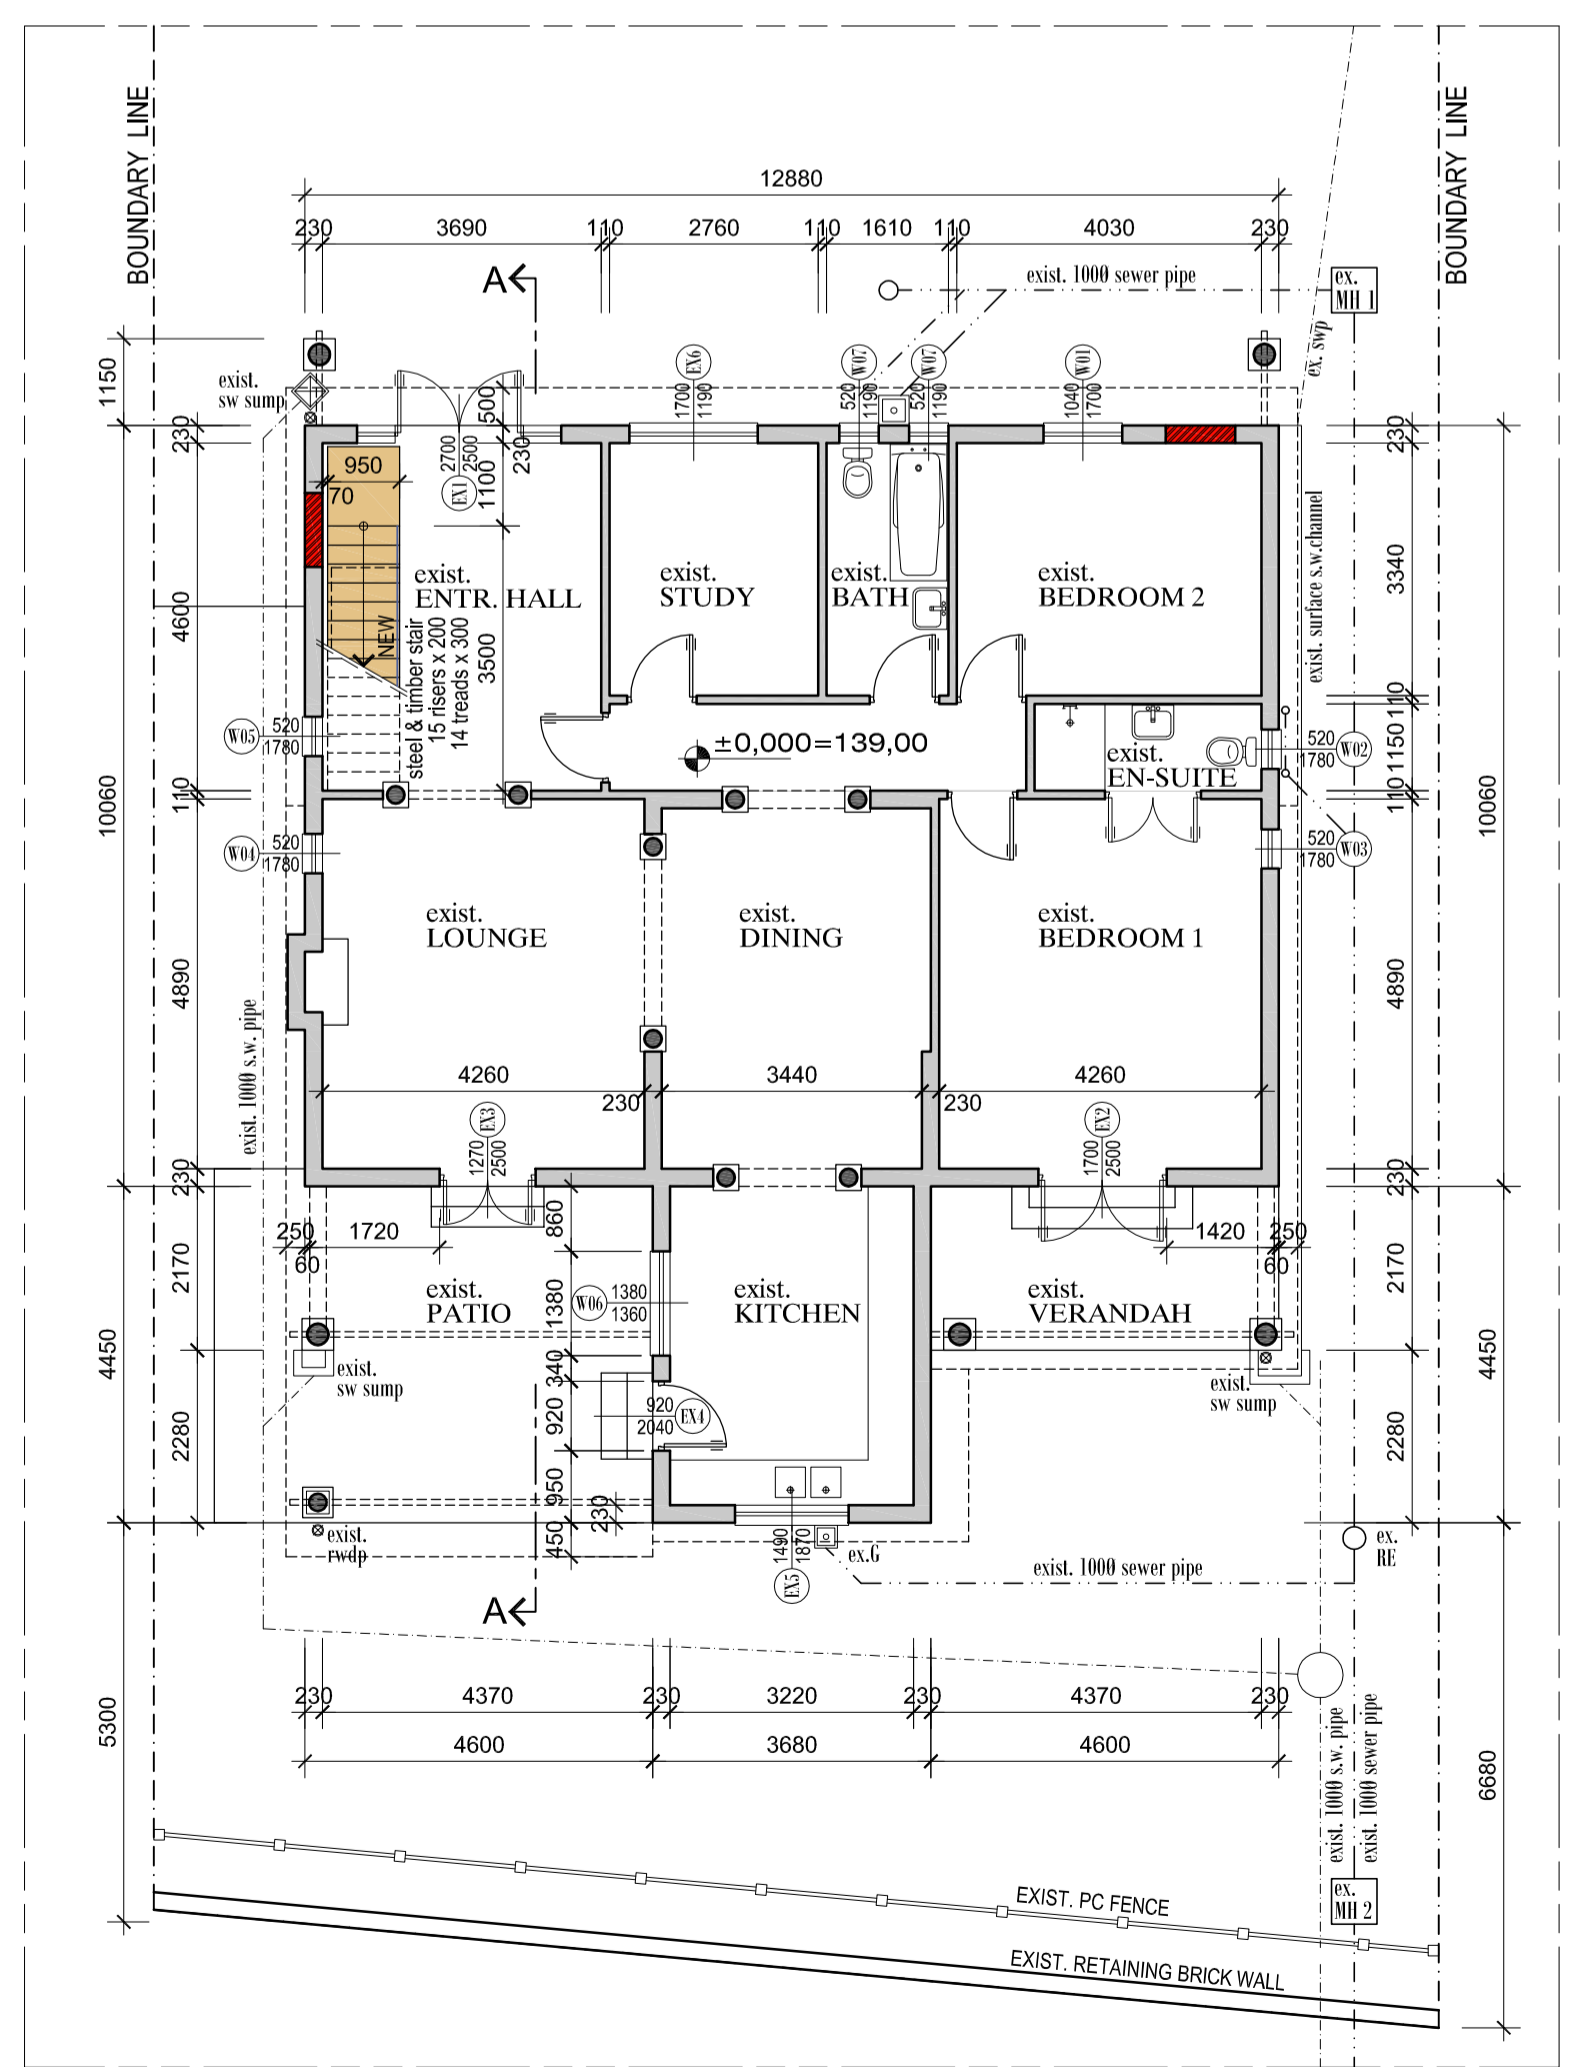 BOUNDARY LINE
BOUNDARY LINE
12880
230
3690
110
2760
110
1610
110
4030
230
A
exist. 1000 sewer pipe
ex.
MH 1
ex. swp
1150
exist.
sw sump
500
EX6
1700
1190
W07
520
1190
W07
520
1190
W01
1040
1700
230
230
950
70
2700
2500
EX1
1100
230
exist. surface s.w.channel
3340
exist.
ENTR. HALL
exist.
STUDY
exist.
BATH
exist.
BEDROOM 2
4600
NEW
steel & timber stair
15 risers x 200
14 treads x 300
3500
110
W05
520
1780
±0,000=139,00
exist.
EN-SUITE
520
1780
W02
1150
110
110
10060
10060
W04
520
1780
520
1780
W03
exist.
LOUNGE
exist.
DINING
exist.
BEDROOM 1
4890
4890
exist. 1000 s.w. pipe
4260
3440
4260
230
230
EX3
1270
2500
EX2
1700
2500
230
230
860
250
1720
60
1420
250
60
2170
2170
exist.
PATIO
1380
W06
1380
1360
exist.
KITCHEN
exist.
VERANDAH
4450
4450
340
exist.
sw sump
exist.
sw sump
920
920
2040
EX4
2280
2280
950
230
450
exist.
rwdp
1490
1870
EX5
ex.G
ex.
RE
exist. 1000 sewer pipe
A
230
4370
230
3220
230
4370
230
4600
3680
4600
5300
6680
exist. 1000 s.w. pipe
exist. 1000 sewer pipe
EXIST. PC FENCE
ex.
MH 2
EXIST. RETAINING BRICK WALL